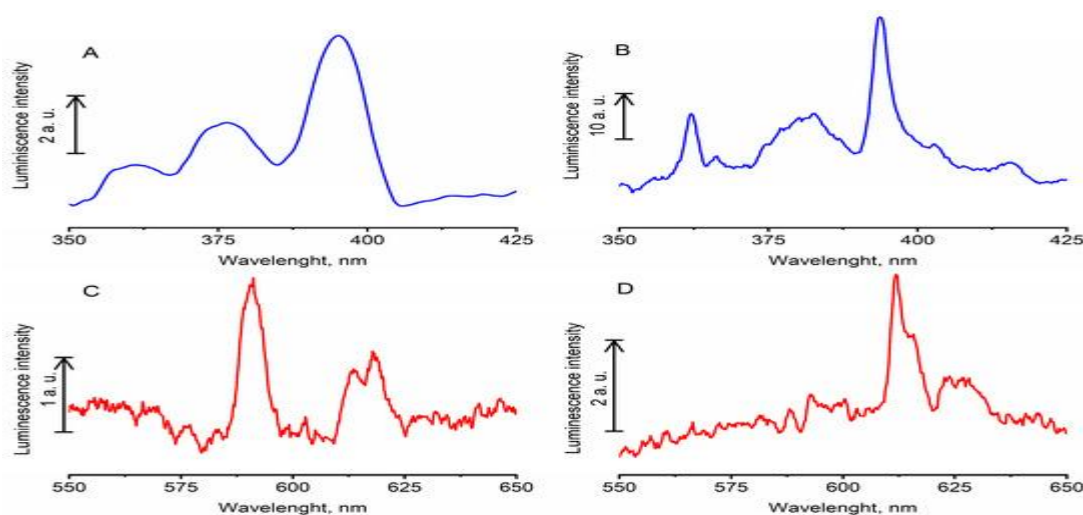 A
Luminiscence intensity
2 a. u.
350 375 400 425
Wavelenght, nm
B
Luminiscence intensity
10 a. u.
350 375 400 425
Wavelenght, nm
C
Luminescence intensity
1 a. u.
550 575 600 625 650
Wavelenght, nm
D
Luminescence intensity
2 a. u.
550 575 600 625 650
Wavelenght, nm